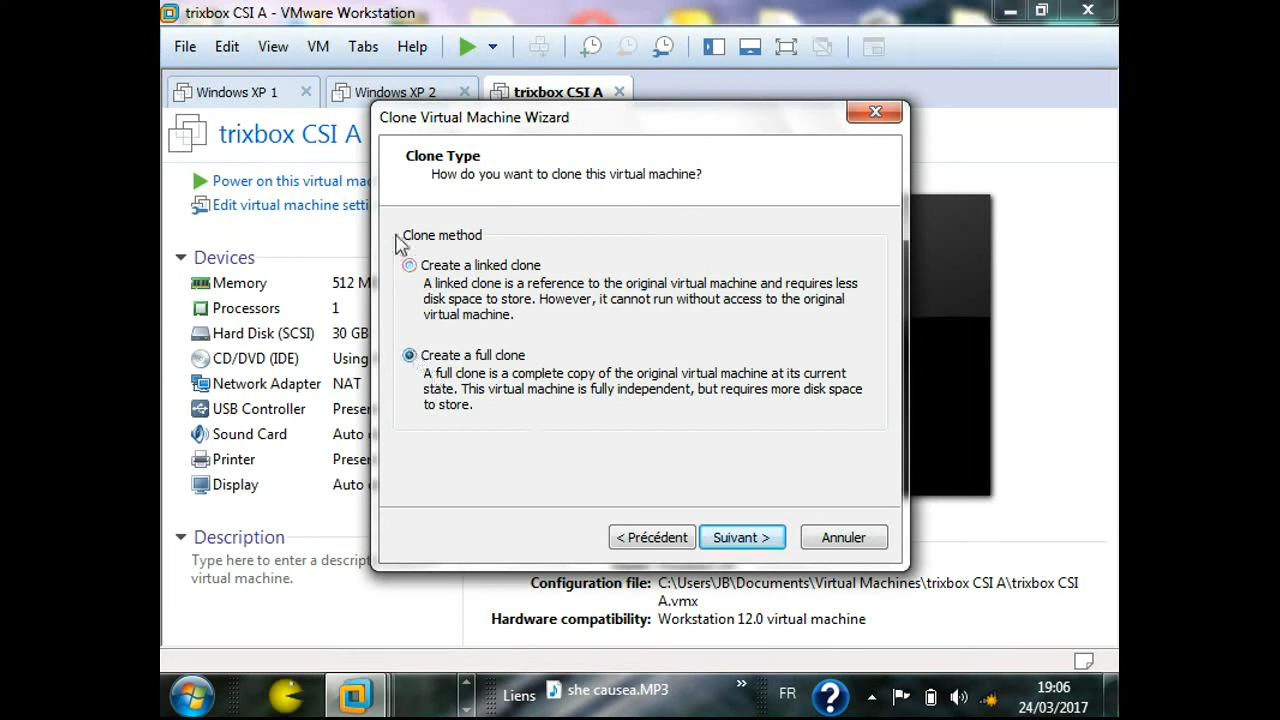 trixbox CSI A - VMware Workstation
File Edit View VM Tabs Help
Windows XP 1
Windows XP 2
trixbox CSI A
trixbox CSI A
Power on this virtual ma
Edit virtual machine setti
Devices
Memory 512 M
Processors 1
Hard Disk (SCSI) 30 GB
CD/DVD (IDE) Using
Network Adapter NAT
USB Controller Presen
Sound Card Auto
Printer Presen
Display Auto
Description
Type here to enter a descript
virtual machine.
Clone Virtual Machine Wizard
Clone Type
How do you want to clone this virtual machine?
Clone method
Create a linked clone
A linked clone is a reference to the original virtual machine and requires less
disk space to store. However, it cannot run without access to the original
virtual machine.
Create a full clone
A full clone is a complete copy of the original virtual machine at its current
state. This virtual machine is fully independent, but requires more disk space
to store.
< Précédent
Suivant >
Annuler
Configuration file: C:\Users\JB\Documents\Virtual Machines\trixbox CSI A\trixbox CSI
A.vmx
Hardware compatibility: Workstation 12.0 virtual machine
Liens
she causea.MP3
»
FR
?
19:06
24/03/2017